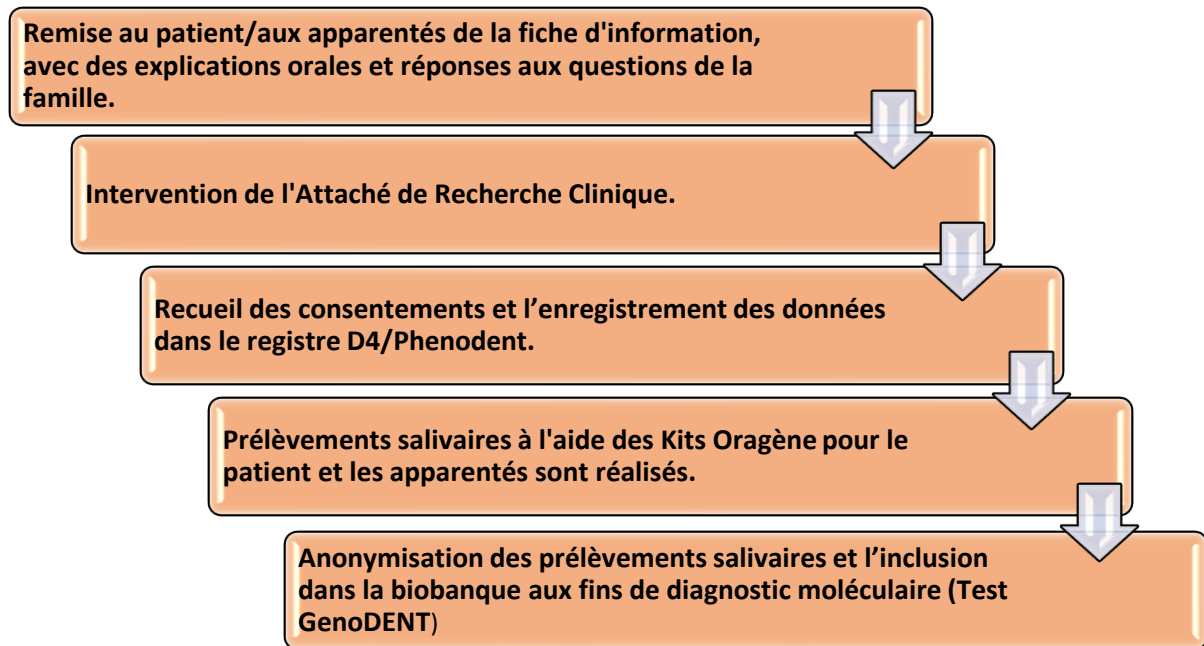 Remise au patient/aux apparentés de la fiche d'information,
avec des explications orales et réponses aux questions de la
famille.
Intervention de l'Attaché de Recherche Clinique.
Recueil des consentements et l’enregistrement des données
dans le registre D4/Phenodent.
Prélèvements salivaires à l'aide des Kits Oragène pour le
patient et les apparentés sont réalisés.
Anonymisation des prélèvements salivaires et l’inclusion
dans la biobanque aux fins de diagnostic moléculaire (Test
GenoDENT)